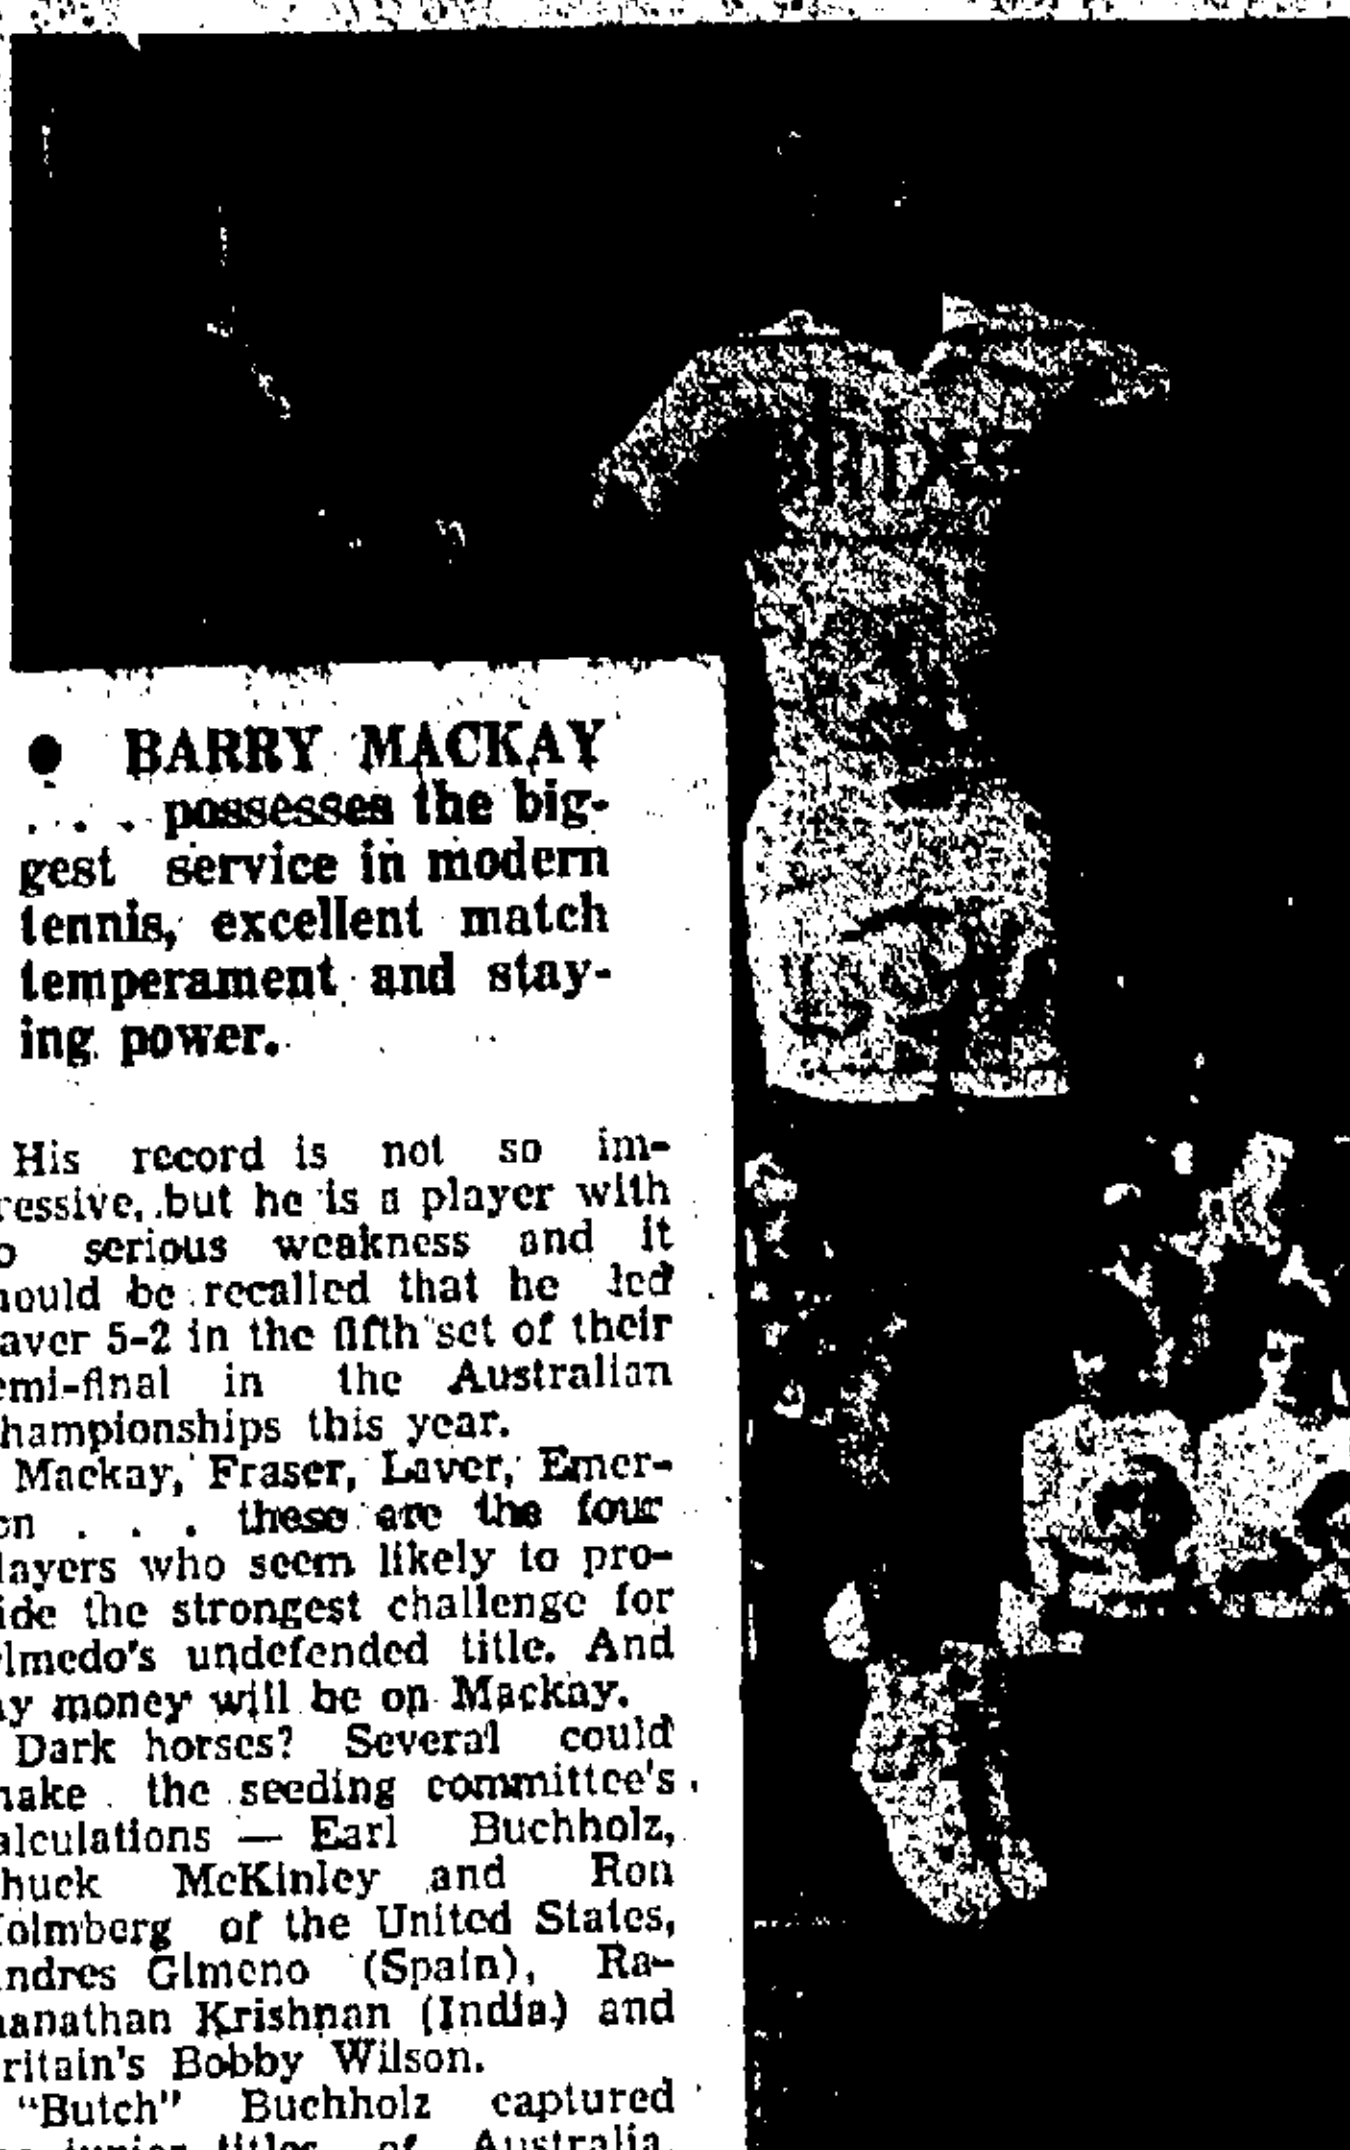 ● BARRY MACKAY
. . . possesses the big-
gest service in modern
tennis, excellent match
temperament and stay-
ing power.
His record is not so im-
ressive, but he is a player with
o serious weakness and it
hould be recalled that he led
aver 5-2 in the fifth set of their
emi-final in the Australian
hampionships this year.
Mackay, Fraser, Laver, Emer-
on . . . these are the four
layers who seem likely to pro-
ide the strongest challenge for
lmedo's undefended title. And
y money will be on Mackay.
Dark horses? Several could
ake the seeding committee's
alculations — Earl Buchholz,
huck McKinley and Ron
olmberg of the United States,
ndres Gimeno (Spain), Ra-
anathan Krishnan (India) and
ritain's Bobby Wilson.
"Butch" Buchholz captured
junior titles of Australia,